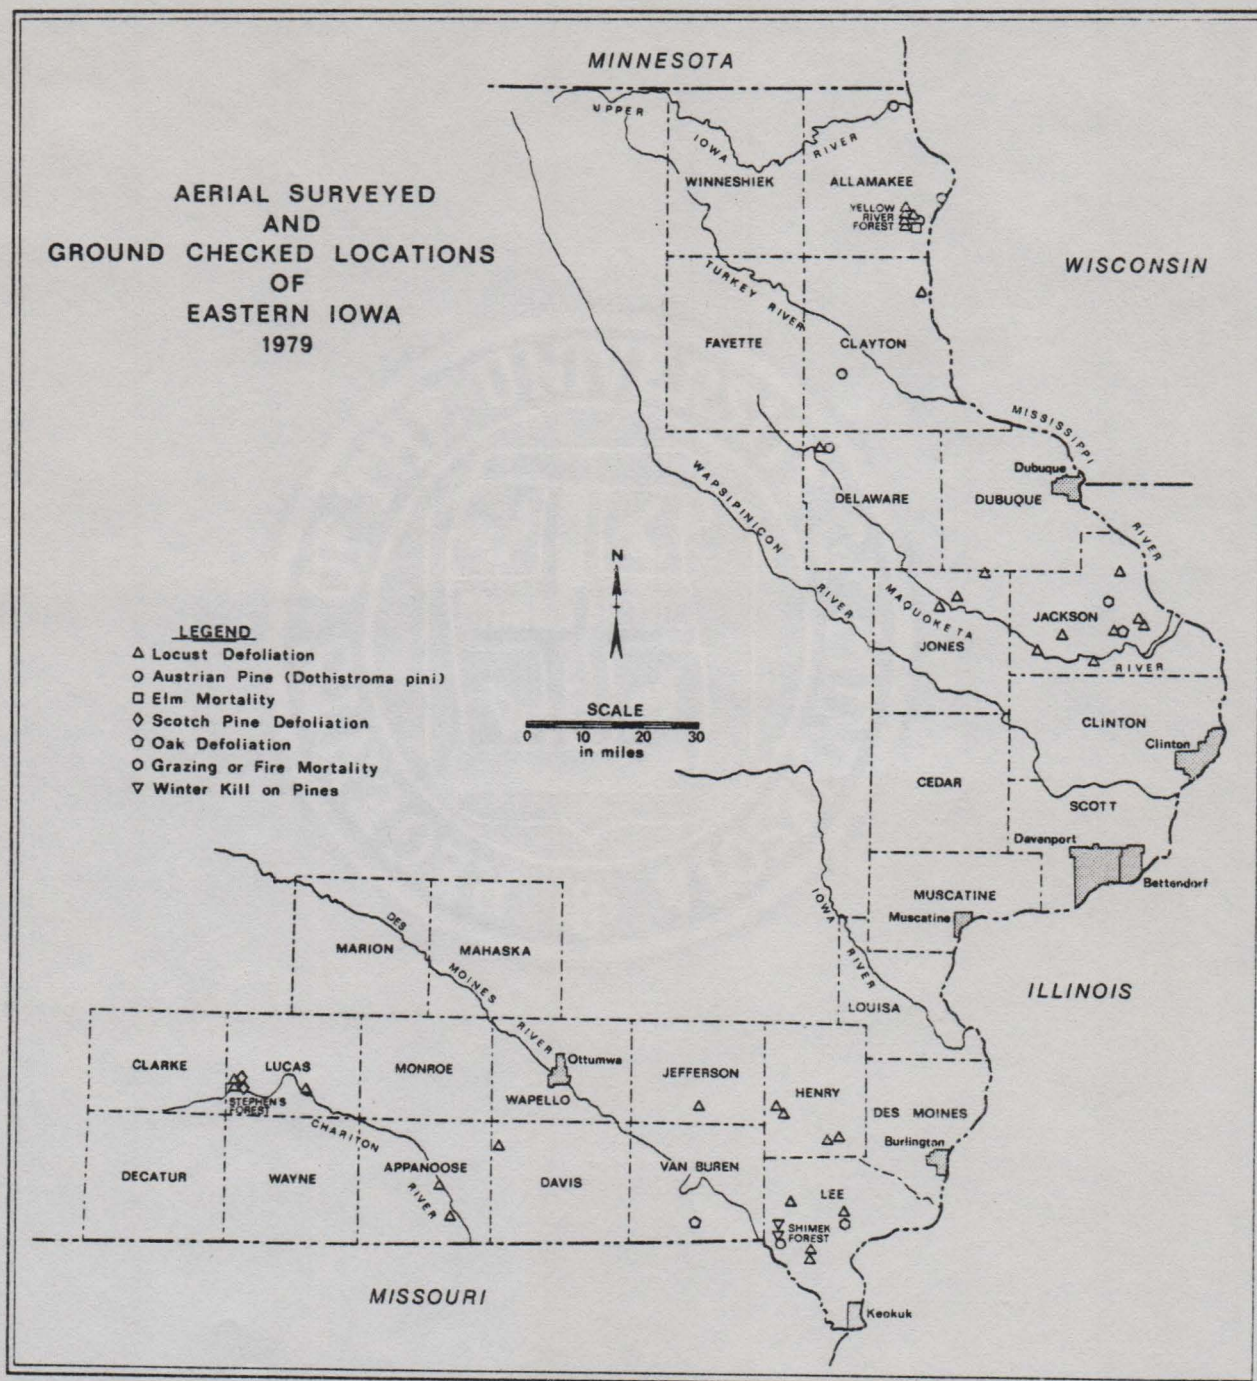 MINNESOTA
UPPER
IOWA
RIVER
WINNESHIEK
ALLAMAKEE
AERIAL SURVEYED
AND
GROUND CHECKED LOCATIONS
OF
EASTERN IOWA
1979
YELLOW
RIVER
FOREST
WISCONSIN
TURKEY RIVER
FAYETTE
CLAYTON
MISSISSIPPI
RIVER
Dubuque
WAPSIPINICON
RIVER
DELAWARE
DUBUQUE
N
MAQUOKETA
RIVER
JACKSON
JONES
LEGEND
Locust Defoliation
Austrian Pine (Dothistroma pini)
Elm Mortality
Scotch Pine Defoliation
Oak Defoliation
Grazing or Fire Mortality
Winter Kill on Pines
SCALE
0 10 20 30
in miles
CLINTON
Clinton
CEDAR
SCOTT
Davenport
Bettendorf
MUSCATINE
Muscatine
IOWA
RIVER
LOUISA
ILLINOIS
MARION
MAHASKA
DES
MOINES
RIVER
Ottumwa
CLARKE
LUCAS
MONROE
WAPELLO
JEFFERSON
HENRY
DES MOINES
Burlington
STEPHEN'S
FOREST
CHARITON
RIVER
DECATUR
WAYNE
APPANOOSE
DAVIS
VAN BUREN
LEE
SHIMEK
FOREST
MISSOURI
Keokuk